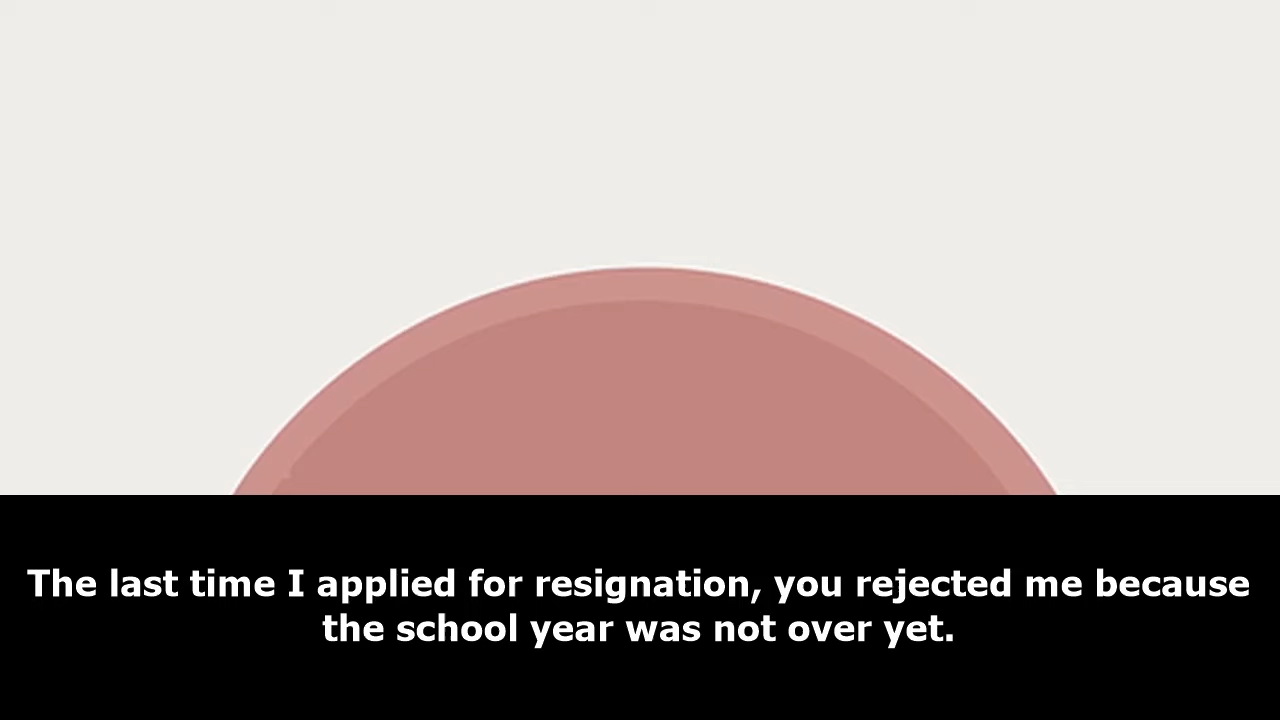 The last time I applied for resignation, you rejected me because
the school year was not over yet.